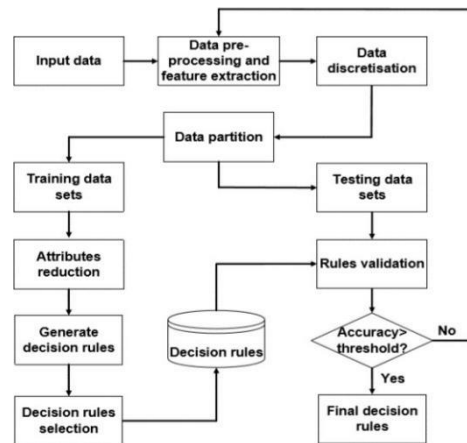 Input data
Data pre-
processing and
feature extraction
Data
discretisation
Data partition
Training data
sets
Testing data
sets
Attributes
reduction
Rules validation
Generate
decision rules
Decision rules
Accuracy>
threshold?
No
Yes
Decision rules
selection
Final decision
rules